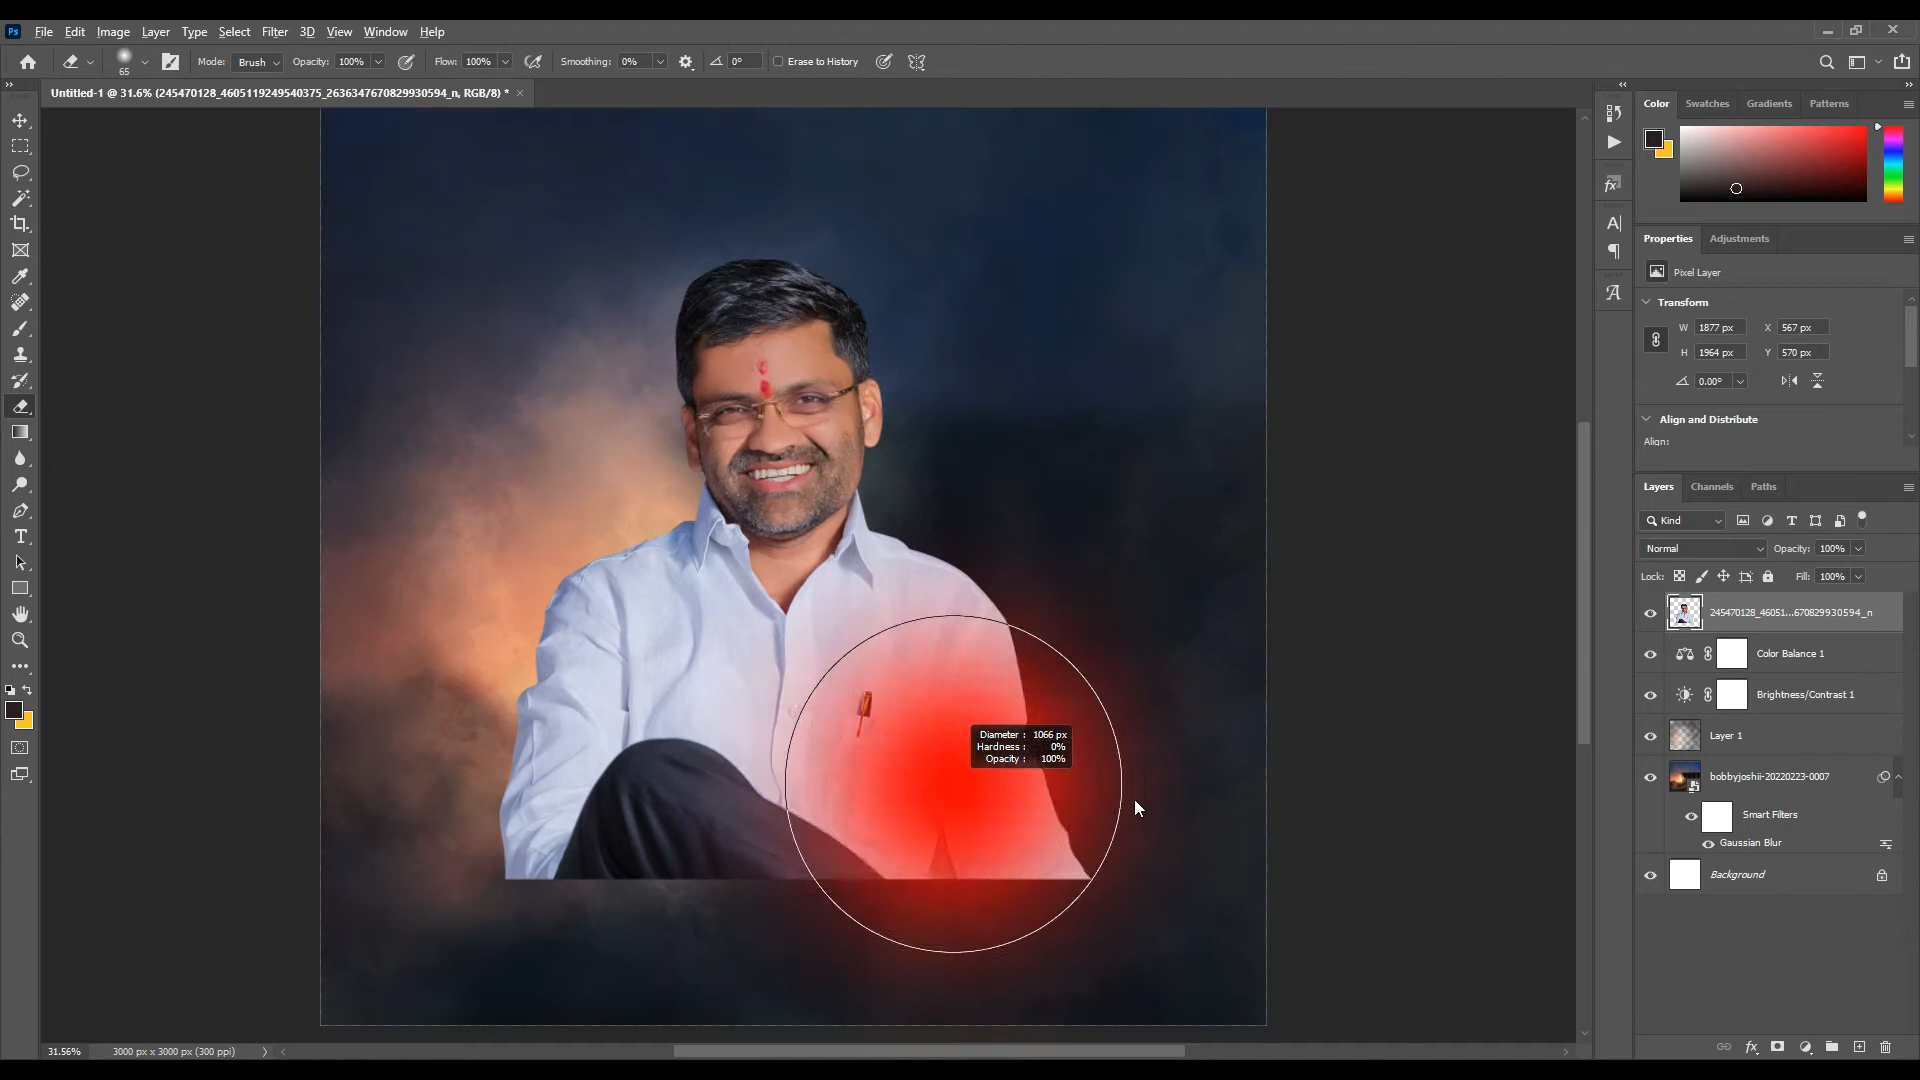 Ps File Edit Image Layer Type Select Filter 3D View Window Help
65 Mode: Brush Opacity: 100% Flow: 100% Smoothing: 0% 0° Erase to History
Untitled-1 @ 31.6% (245470128_4605119249540375_2636347670829930594_n, RGB/8) *
Color Swatches Gradients Patterns
Properties Adjustments
Pixel Layer
Transform
W 1877 px X 567 px
H 1964 px Y 570 px
0.00°
Align and Distribute
Align:
Layers Channels Paths
Kind
Normal Opacity: 100%
Lock: Fill: 100%
245470128_46051...670829930594_n
Color Balance 1
Brightness/Contrast 1
Layer 1
bobbyjoshii-20220223-0007
Smart Filters
Gaussian Blur
Background
Diameter : 1066 px
Hardness : 0%
Opacity : 100%
31.56% 3000 px x 3000 px (300 ppi)